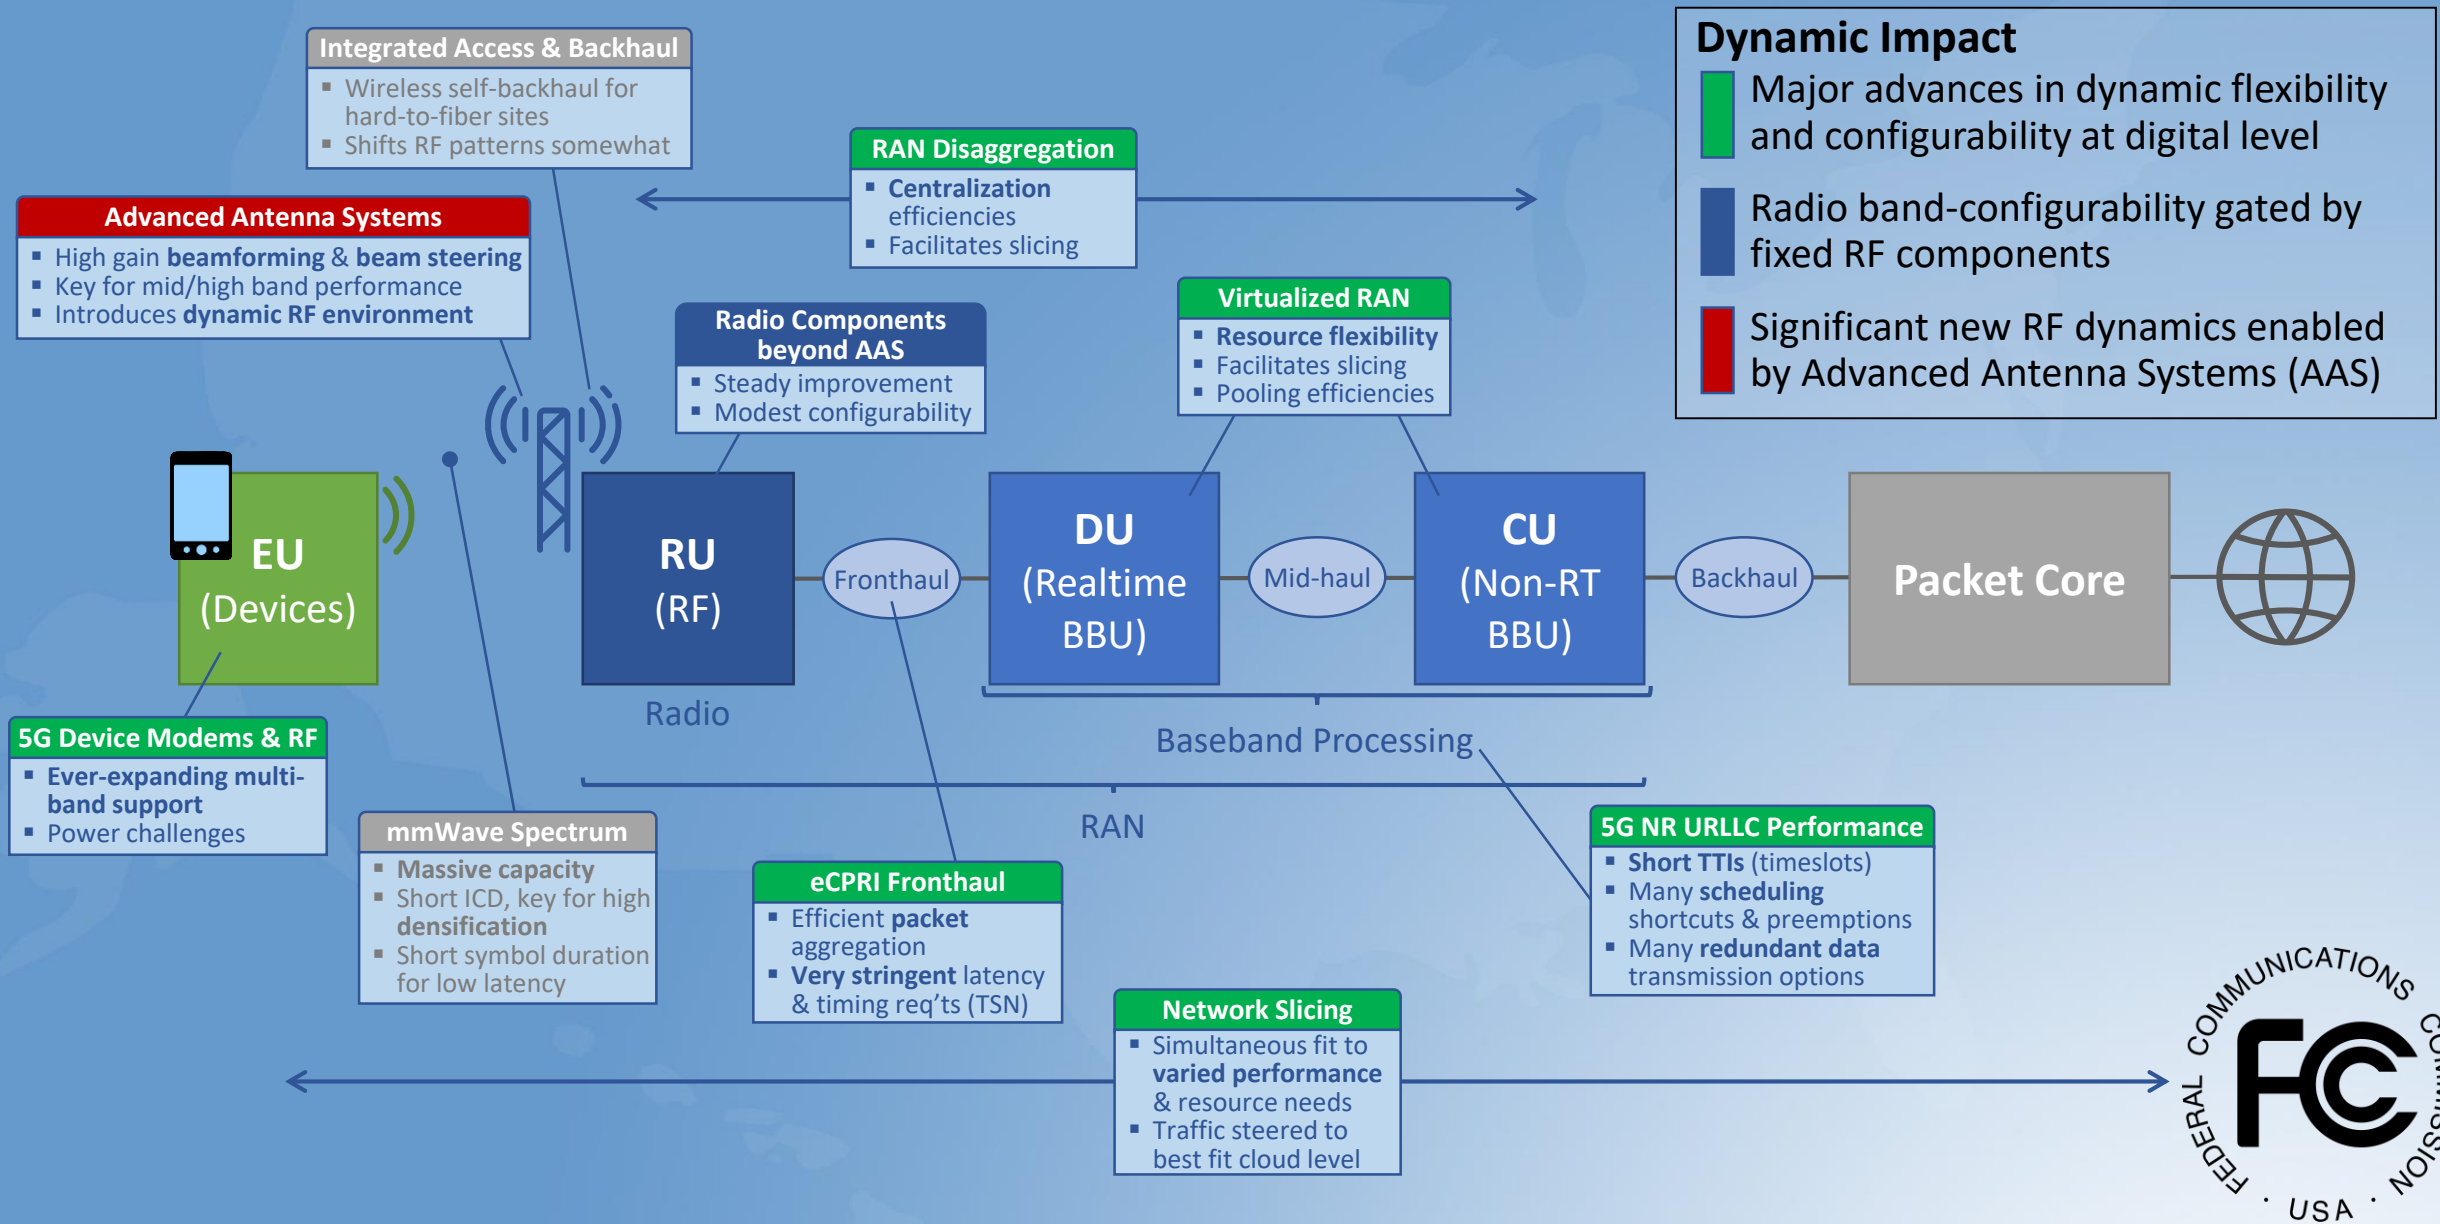 Integrated Access & Backhaul
▪ Wireless self-backhaul for
hard-to-fiber sites
▪ Shifts RF patterns somewhat
Dynamic Impact
Major advances in dynamic flexibility
and configurability at digital level
Radio band-configurability gated by
fixed RF components
Significant new RF dynamics enabled
by Advanced Antenna Systems (AAS)
RAN Disaggregation
▪ Centralization
efficiencies
▪ Facilitates slicing
Advanced Antenna Systems
▪ High gain beamforming & beam steering
▪ Key for mid/high band performance
▪ Introduces dynamic RF environment
Radio Components
beyond AAS
▪ Steady improvement
▪ Modest configurability
Virtualized RAN
▪ Resource flexibility
▪ Facilitates slicing
▪ Pooling efficiencies
EU
(Devices)
RU
(RF)
Fronthaul
DU
(Realtime
BBU)
Mid-haul
CU
(Non-RT
BBU)
Backhaul
Packet Core
Radio
Baseband Processing
RAN
5G Device Modems & RF
▪ Ever-expanding multi-
band support
▪ Power challenges
mmWave Spectrum
▪ Massive capacity
▪ Short ICD, key for high
densification
▪ Short symbol duration
for low latency
eCPRI Fronthaul
▪ Efficient packet
aggregation
▪ Very stringent latency
& timing req'ts (TSN)
5G NR URLLC Performance
▪ Short TTIs (timeslots)
▪ Many scheduling
shortcuts & preemptions
▪ Many redundant data
transmission options
Network Slicing
▪ Simultaneous fit to
varied performance
& resource needs
▪ Traffic steered to
best fit cloud level
FEDERAL COMMUNICATIONS COMMISSION
FCC
· USA ·